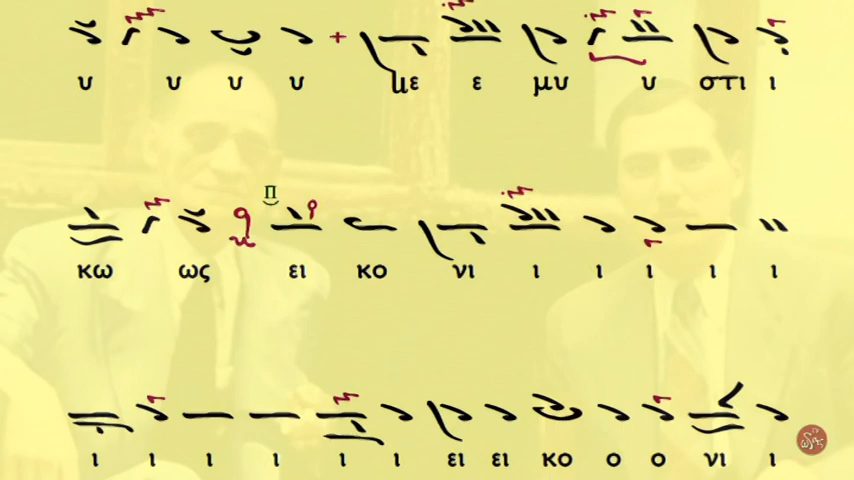 υ υ υ υ με ε μυ υ στι ι
κω ως ει κο νι ι ι ι ι ι
ι ι ι ι ι ι ει ει κο ο ο νι ι